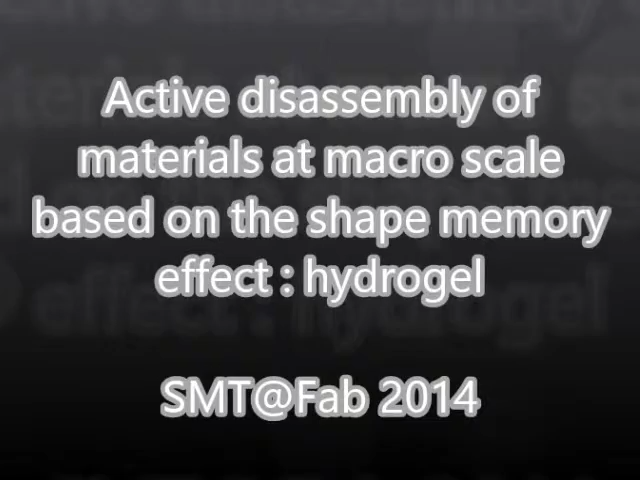 Active disassembly of
materials at macro scale
based on the shape memory
effect : hydrogel
SMT@Fab 2014